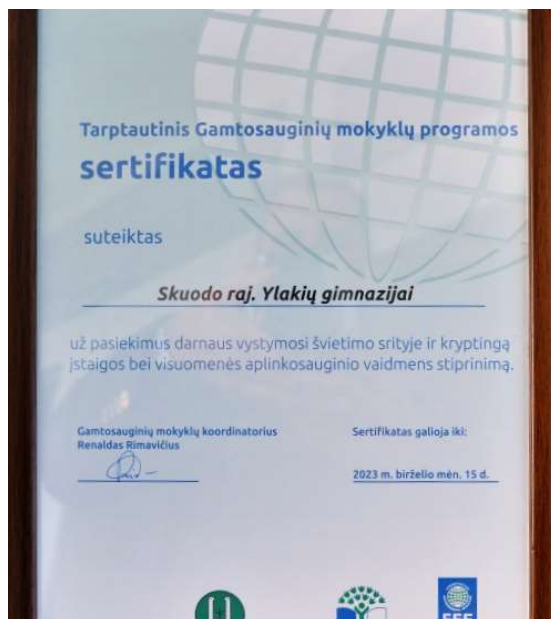 Tarptautinis Gamtosauginių mokyklų programos
sertifikatas
suteiktas
Skuodo raj. Ylakių gimnazijai
už pasiekimus darnaus vystymosi švietimo srityje ir kryptingą
įstaigos bei visuomenės aplinkosauginio vaidmens stiprinimą.
Gamtosauginių mokyklų koordinatorius
Renaldas Rimavičius
Sertifikatas galioja iki:
2023 m. birželio mėn. 15 d.
FEE